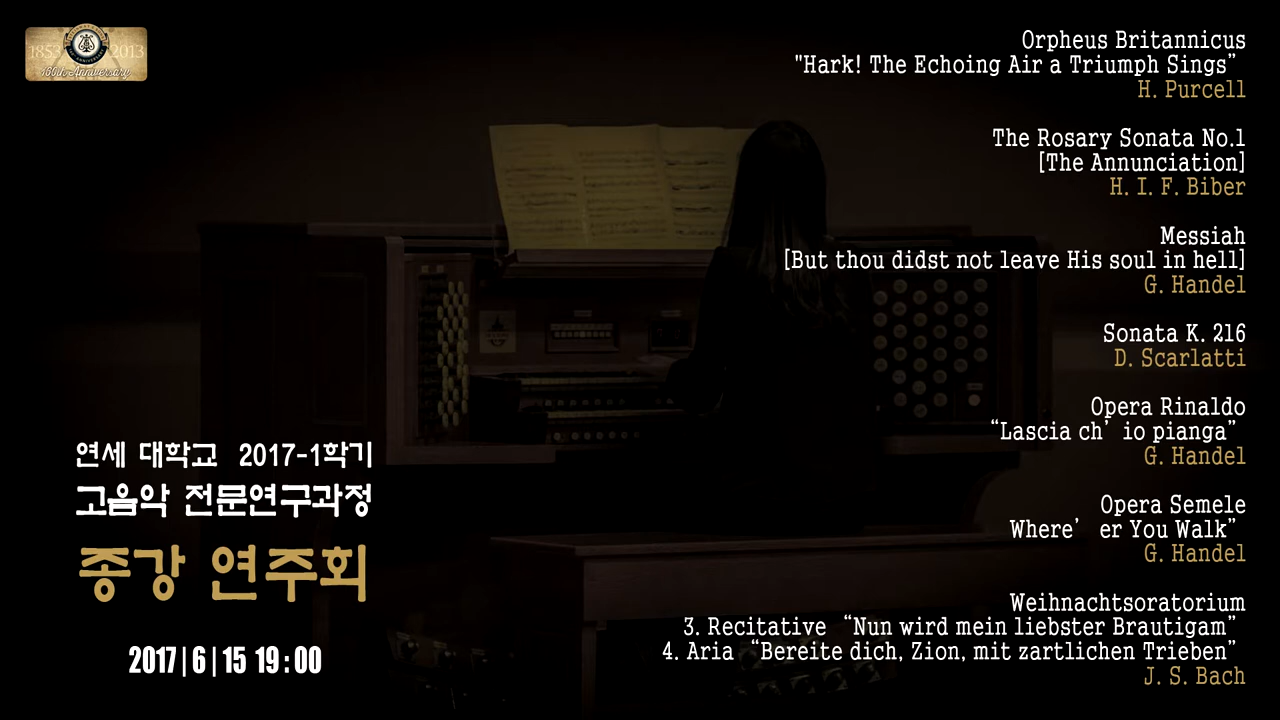 1853 2013
160th Anniversary
Orpheus Britannicus
"Hark! The Echoing Air a Triumph Sings”
H. Purcell
The Rosary Sonata No.1
[The Annunciation]
H. I. F. Biber
Messiah
[But thou didst not leave His soul in hell]
G. Handel
Sonata K. 216
D. Scarlatti
Opera Rinaldo
“Lascia ch’ io pianga”
G. Handel
Opera Semele
Where’ er You Walk”
G. Handel
Weihnachtsoratorium
3. Recitative “Nun wird mein liebster Brautigam”
4. Aria “Bereite dich, Zion, mit zartlichen Trieben”
J. S. Bach
연세 대학교 2017-1학기
고음악 전문연구과정
종강 연주회
2017|6|15 19:00